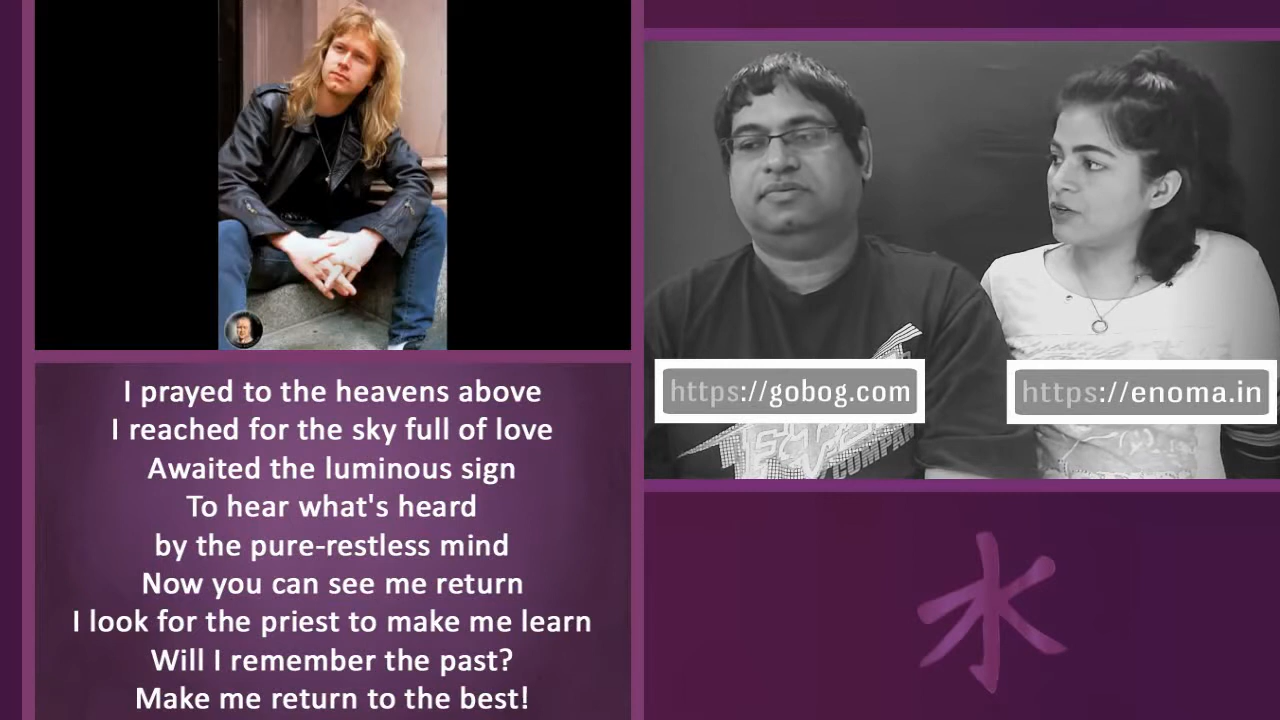 I prayed to the heavens above
I reached for the sky full of love
Awaited the luminous sign
To hear what's heard
by the pure-restless mind
Now you can see me return
I look for the priest to make me learn
Will I remember the past?
Make me return to the best!
https://gobog.com
https://enoma.in
COMPAN
水